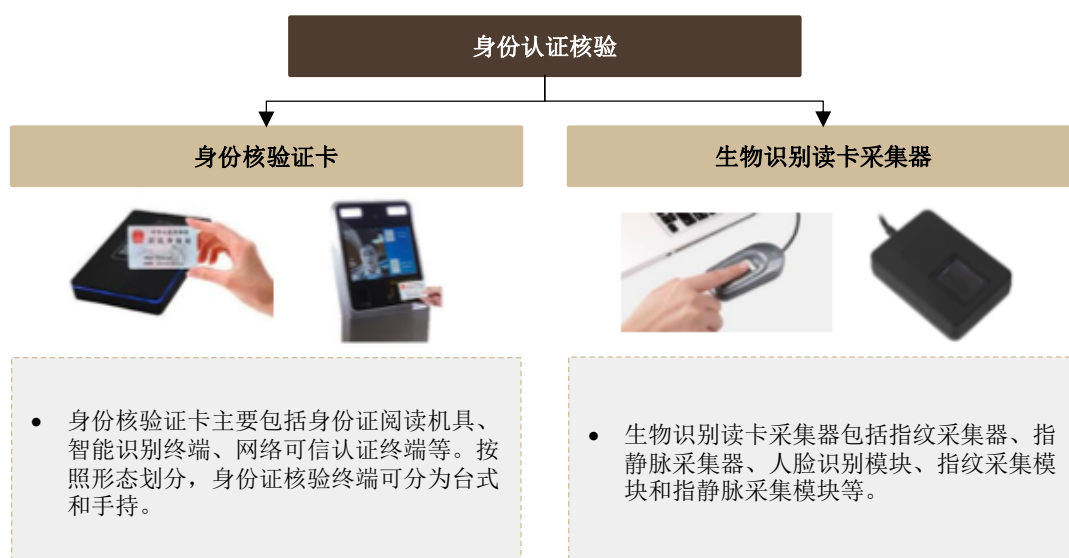 身份认证核验
身份核验证卡
生物识别读卡采集器
• 身份核验证卡主要包括身份证阅读机具、
智能识别终端、网络可信认证终端等。按
照形态划分，身份证核验终端可分为台式
和手持。
• 生物识别读卡采集器包括指纹采集器、指
静脉采集器、人脸识别模块、指纹采集模
块和指静脉采集模块等。